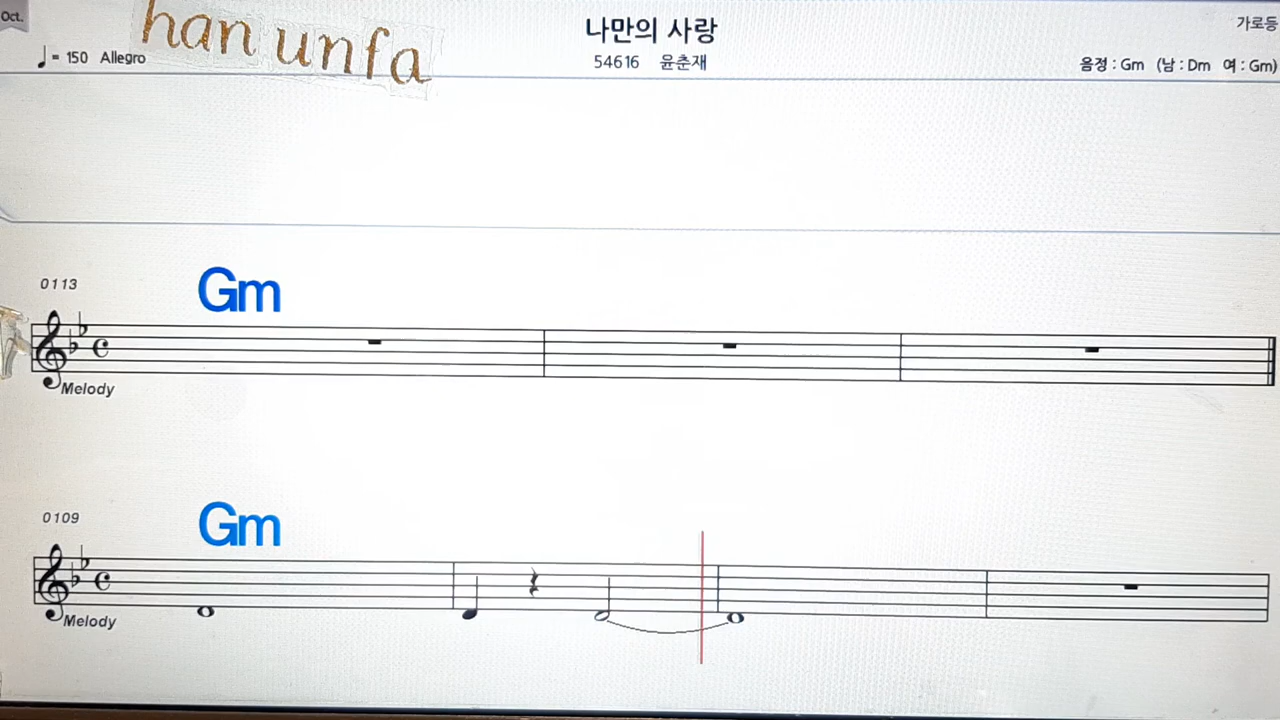 Oct.
han unfa
나만의 사랑
가로등
♩= 150 Allegro
54616 윤춘재
음정 : Gm (남 : Dm 여 : Gm)
0113
Gm
Melody
0109
Gm
Melody